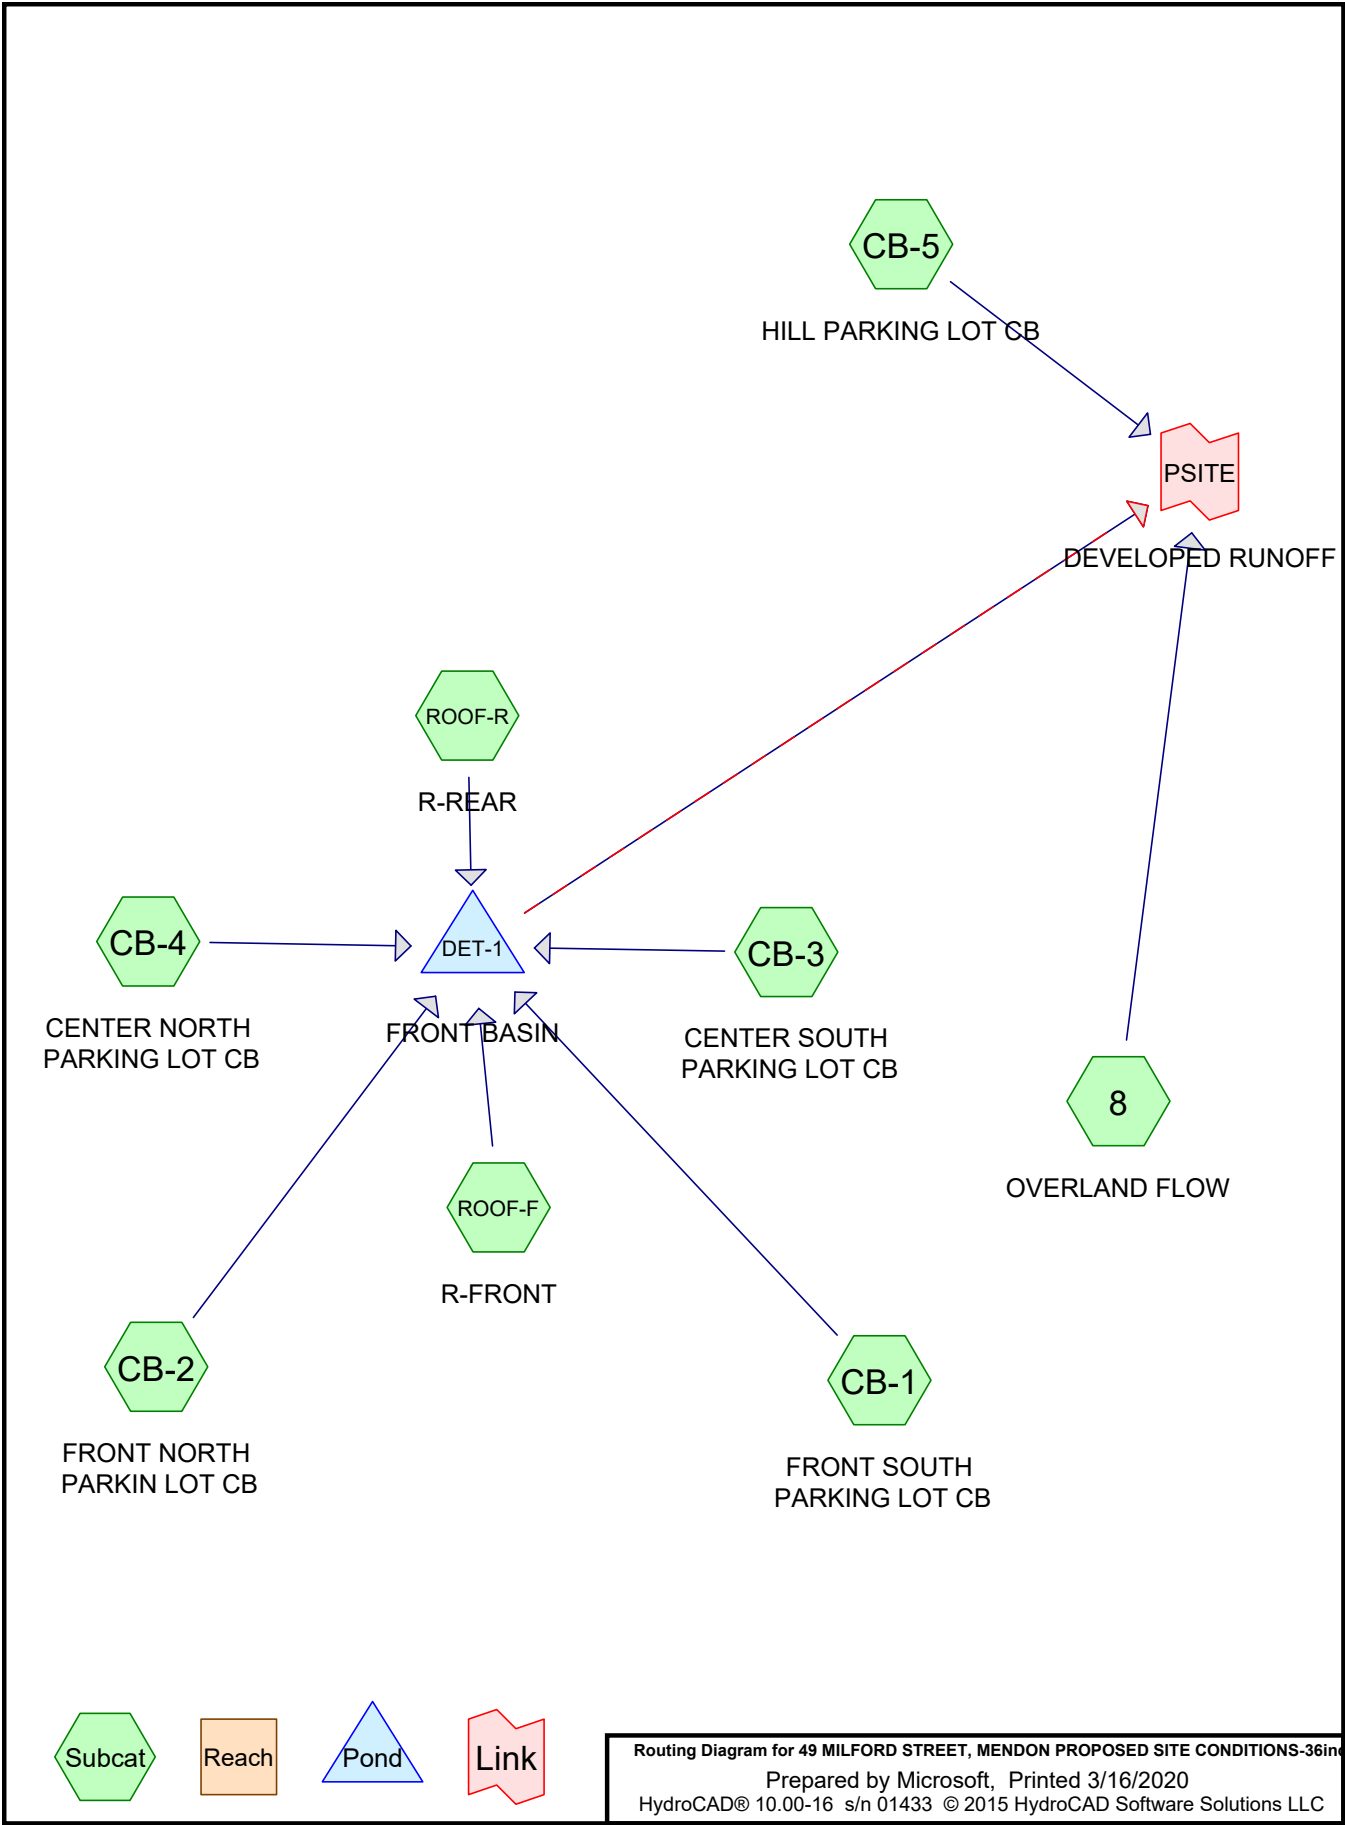 CB-5
HILL PARKING LOT CB
PSITE
DEVELOPED RUNOFF
ROOF-R
R-REAR
CB-4
CENTER NORTH
PARKING LOT CB
DET-1
FRONT BASIN
CB-3
CENTER SOUTH
PARKING LOT CB
8
OVERLAND FLOW
ROOF-F
R-FRONT
CB-2
FRONT NORTH
PARKIN LOT CB
CB-1
FRONT SOUTH
PARKING LOT CB
Subcat
Reach
Pond
Link
Routing Diagram for 49 MILFORD STREET, MENDON PROPOSED SITE CONDITIONS-36in
Prepared by Microsoft, Printed 3/16/2020
HydroCAD® 10.00-16 s/n 01433 © 2015 HydroCAD Software Solutions LLC